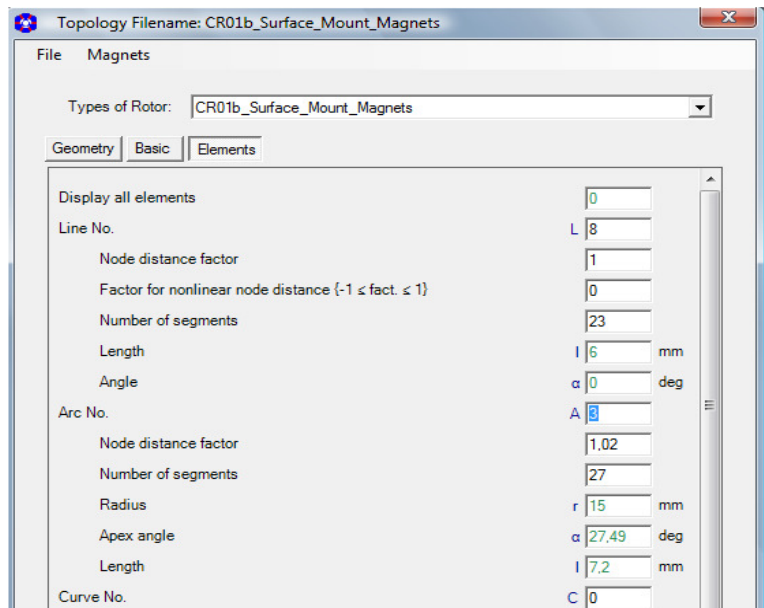 Topology Filename: CR01b_Surface_Mount_Magnets
File Magnets
Types of Rotor: CR01b_Surface_Mount_Magnets
Geometry Basic Elements
Display all elements 0
Line No. L 8
Node distance factor 1
Factor for nonlinear node distance {-1 ≤ fact. ≤ 1} 0
Number of segments 23
Length l 6 mm
Angle α 0 deg
Arc No. A 3
Node distance factor 1,02
Number of segments 27
Radius r 15 mm
Apex angle α 27,49 deg
Length l 7,2 mm
Curve No. C 0